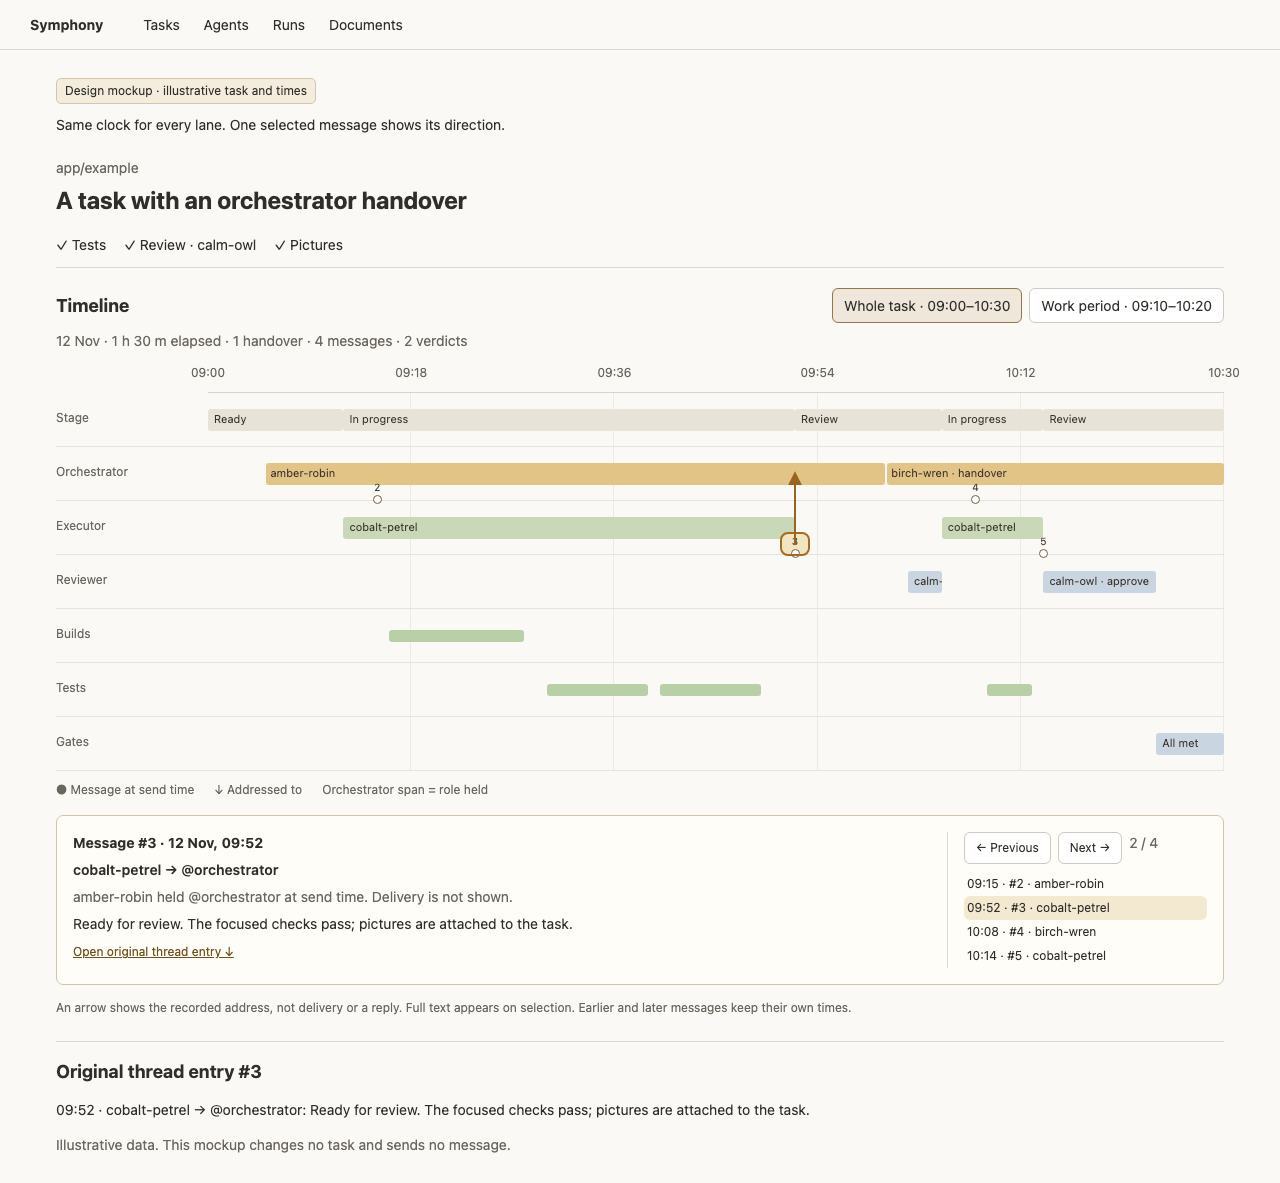 Symphony Tasks Agents Runs Documents
Design mockup · illustrative task and times
Same clock for every lane. One selected message shows its direction.
app/example
A task with an orchestrator handover
✓ Tests ✓ Review · calm-owl ✓ Pictures
Timeline
Whole task · 09:00–10:30 Work period · 09:10–10:20
12 Nov · 1 h 30 m elapsed · 1 handover · 4 messages · 2 verdicts
09:00 09:18 09:36 09:54 10:12 10:30
Stage Ready In progress Review In progress Review
Orchestrator amber-robin birch-wren · handover
2 4
Executor cobalt-petrel cobalt-petrel
3 5
Reviewer calm- calm-owl · approve
Builds
Tests
Gates All met
● Message at send time ↓ Addressed to Orchestrator span = role held
Message #3 · 12 Nov, 09:52
cobalt-petrel → @orchestrator
amber-robin held @orchestrator at send time. Delivery is not shown.
Ready for review. The focused checks pass; pictures are attached to the task.
Open original thread entry ↓
← Previous Next → 2 / 4
09:15 · #2 · amber-robin
09:52 · #3 · cobalt-petrel
10:08 · #4 · birch-wren
10:14 · #5 · cobalt-petrel
An arrow shows the recorded address, not delivery or a reply. Full text appears on selection. Earlier and later messages keep their own times.
Original thread entry #3
09:52 · cobalt-petrel → @orchestrator: Ready for review. The focused checks pass; pictures are attached to the task.
Illustrative data. This mockup changes no task and sends no message.